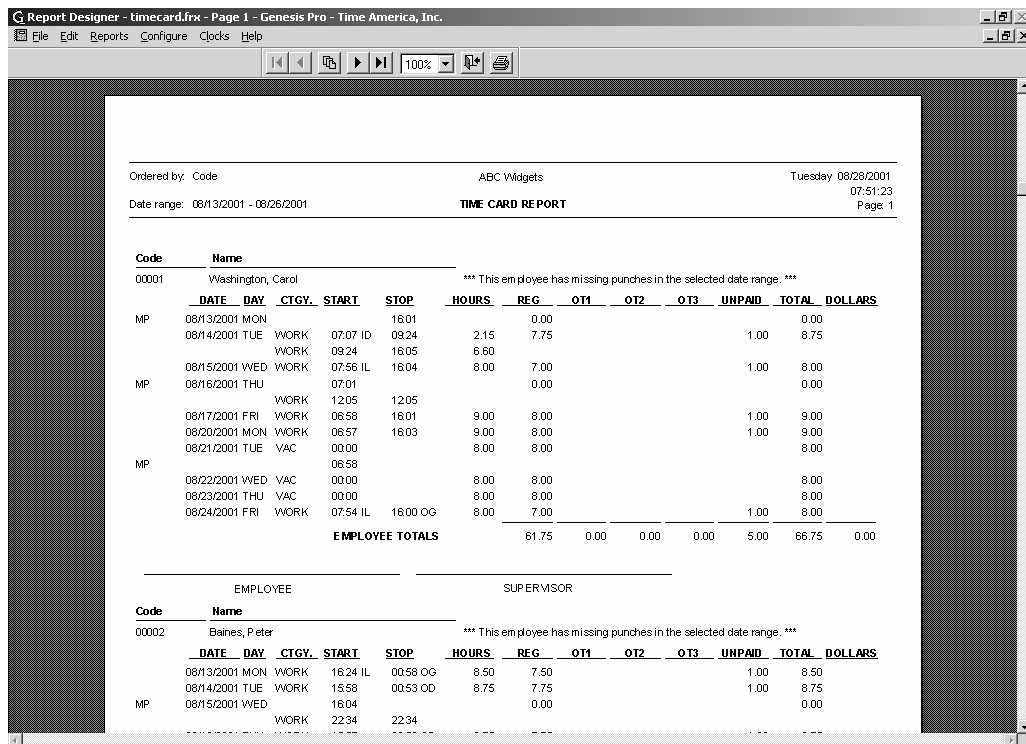 Report Designer - timecard.frx - Page 1 - Genesis Pro - Time America, Inc.
File Edit Reports Configure Clocks Help
100%
Ordered by: Code ABC Widgets Tuesday 08/28/2001
07:51:23
Date range: 08/13/2001 - 08/26/2001 TIME CARD REPORT Page: 1
Code Name
00001 Washington, Carol *** This employee has missing punches in the selected date range. ***
DATE DAY CTGY. START STOP HOURS REG OT1 OT2 OT3 UNPAID TOTAL DOLLARS
MP 08/13/2001 MON 16:01 0.00 0.00
08/14/2001 TUE WORK 07:07 ID 09:24 2.15 7.75 1.00 8.75
WORK 09:24 16:05 6.60
08/15/2001 WED WORK 07:56 IL 16:04 8.00 7.00 1.00 8.00
MP 08/16/2001 THU 07:01 0.00 0.00
WORK 12:05 12:05
08/17/2001 FRI WORK 06:58 16:01 9.00 8.00 1.00 9.00
08/20/2001 MON WORK 06:57 16:03 9.00 8.00 1.00 9.00
08/21/2001 TUE VAC 00:00 8.00 8.00 8.00
MP 06:58
08/22/2001 WED VAC 00:00 8.00 8.00 8.00
08/23/2001 THU VAC 00:00 8.00 8.00 8.00
08/24/2001 FRI WORK 07:54 IL 16:00 OG 8.00 7.00 1.00 8.00
EMPLOYEE TOTALS 61.75 0.00 0.00 0.00 5.00 66.75 0.00
EMPLOYEE SUPERVISOR
Code Name
00002 Baines, Peter *** This employee has missing punches in the selected date range. ***
DATE DAY CTGY. START STOP HOURS REG OT1 OT2 OT3 UNPAID TOTAL DOLLARS
08/13/2001 MON WORK 16:24 IL 00:58 OG 8.50 7.50 1.00 8.50
08/14/2001 TUE WORK 15:58 00:53 OD 8.75 7.75 1.00 8.75
MP 08/15/2001 WED 16:04 0.00 0.00
WORK 22:34 22:34